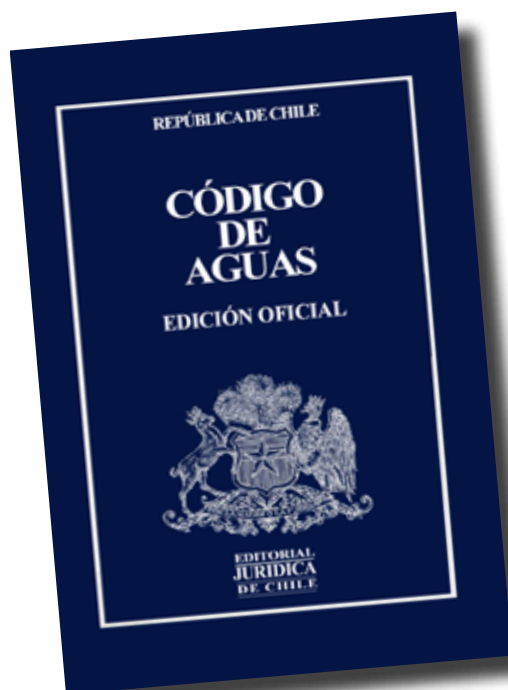 REPÚBLICA DE CHILE
CÓDIGO
DE
AGUAS
EDICIÓN OFICIAL
EDITORIAL
JURIDICA
DE CHILE